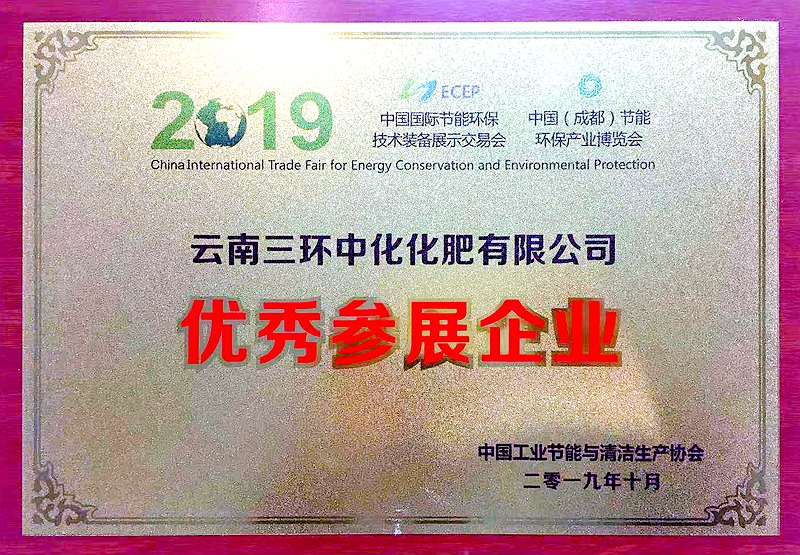 2019
ECEP
中国国际节能环保
技术装备展示交易会
中国（成都）节能
环保产业博览会
China International Trade Fair for Energy Conservation and Environmental Protection
云南三环中化化肥有限公司
优秀参展企业
中国工业节能与清洁生产协会
二零一九年十月